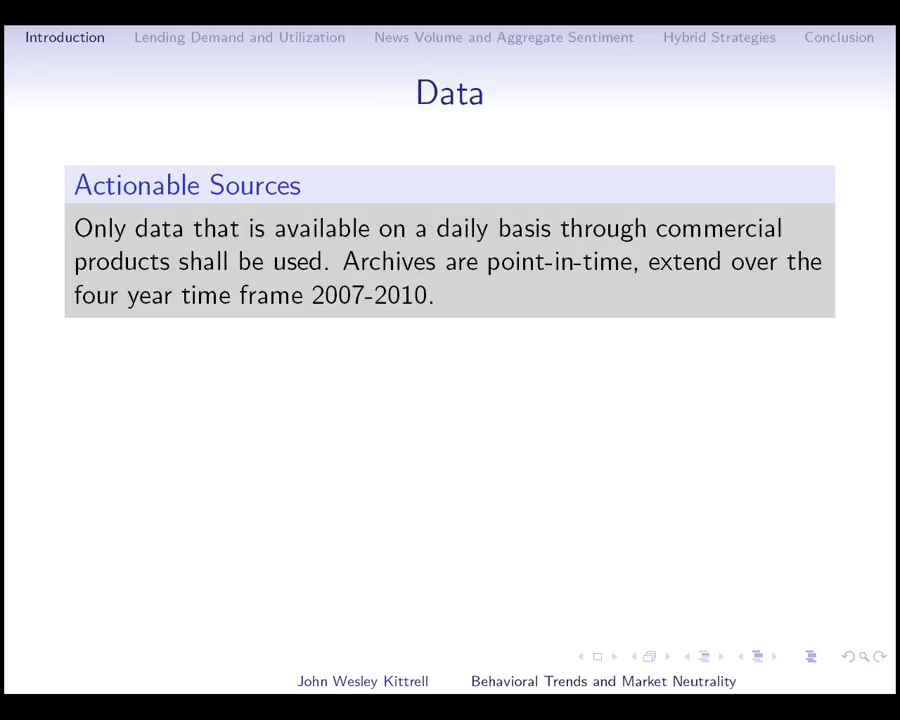 Introduction Lending Demand and Utilization News Volume and Aggregate Sentiment Hybrid Strategies Conclusion
Data
Actionable Sources
Only data that is available on a daily basis through commercial
products shall be used. Archives are point-in-time, extend over the
four year time frame 2007-2010.
John Wesley Kittrell Behavioral Trends and Market Neutrality